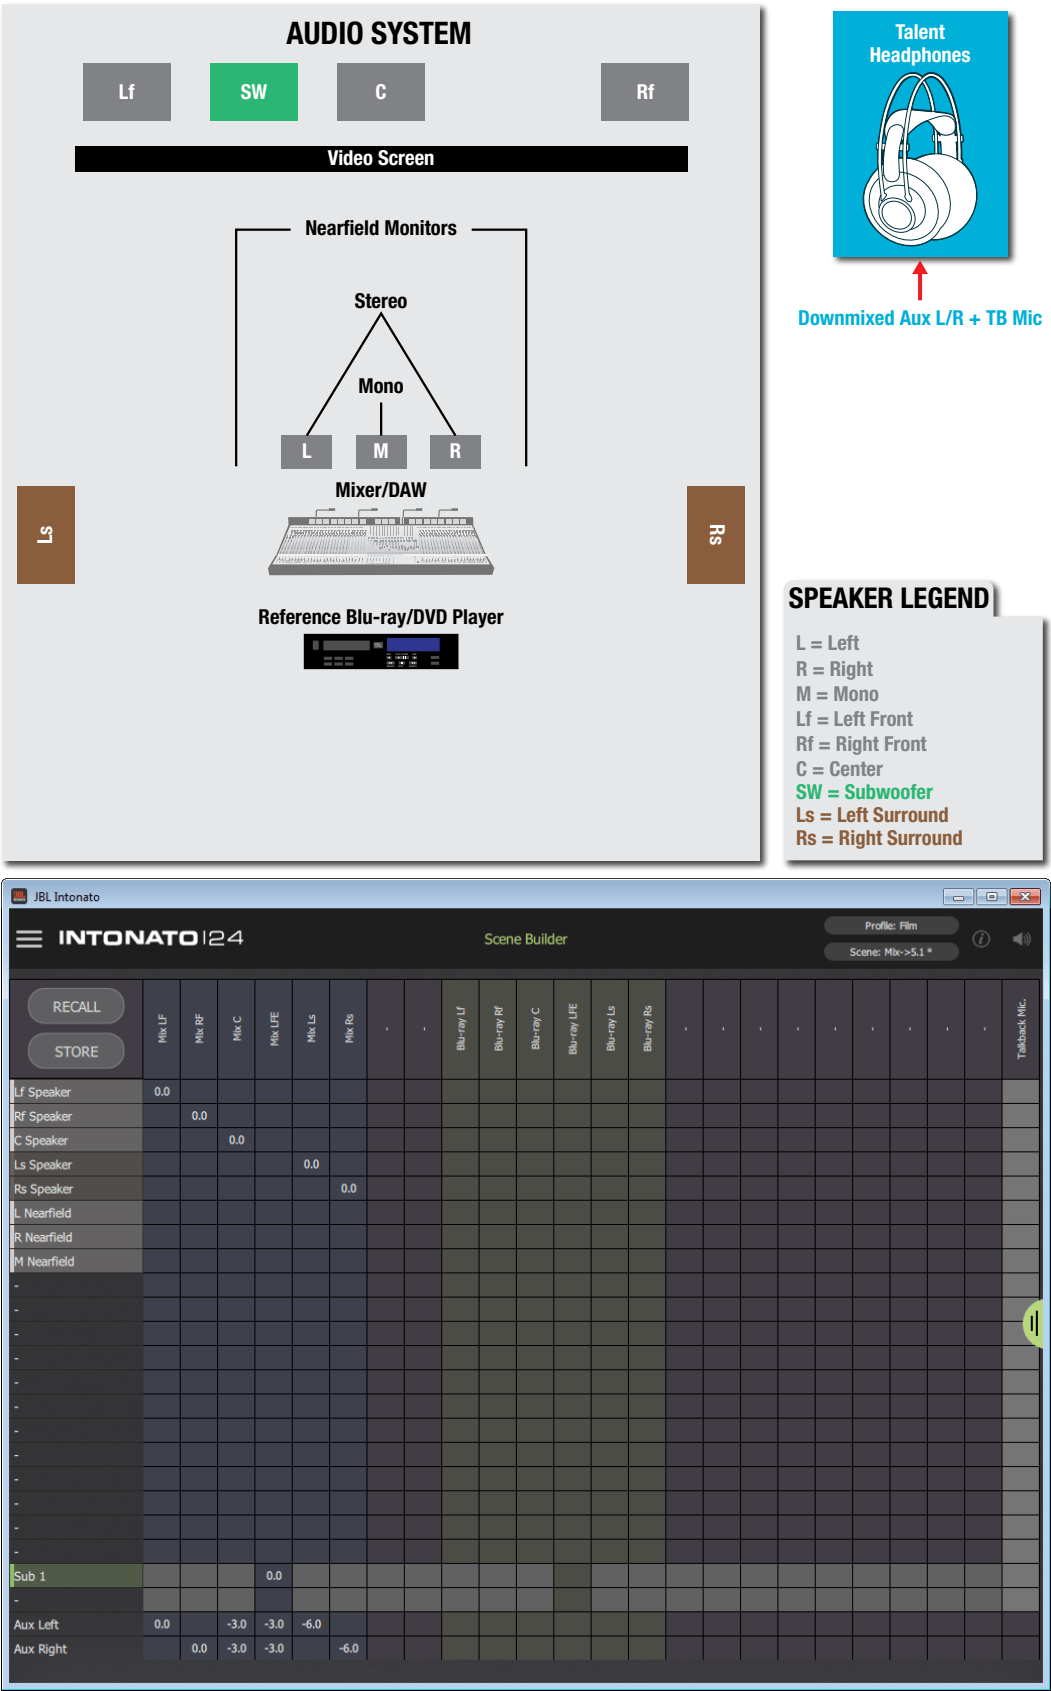 AUDIO SYSTEM
Lf
SW
C
Rf
Video Screen
Nearfield Monitors
Stereo
Mono
L
M
R
Mixer/DAW
Ls
Rs
Reference Blu-ray/DVD Player
Talent
Headphones
Downmixed Aux L/R + TB Mic
SPEAKER LEGEND
L = Left
R = Right
M = Mono
Lf = Left Front
Rf = Right Front
C = Center
SW = Subwoofer
Ls = Left Surround
Rs = Right Surround
JBL Intonato
INTONATO|24
Scene Builder
Profile: Film
Scene: Mix->5.1 *
RECALL
STORE
Mix LF
Mix RF
Mix C
Mix LFE
Mix Ls
Mix Rs
-
-
Blu-ray Lf
Blu-ray Rf
Blu-ray C
Blu-ray LFE
Blu-ray Ls
Blu-ray Rs
-
-
-
-
-
-
-
-
-
Talkback Mic.
Lf Speaker 0.0
Rf Speaker 0.0
C Speaker 0.0
Ls Speaker 0.0
Rs Speaker 0.0
L Nearfield
R Nearfield
M Nearfield
-
-
-
-
-
-
-
-
-
-
-
-
Sub 1 0.0
-
Aux Left 0.0 -3.0 -3.0 -6.0
Aux Right 0.0 -3.0 -3.0 -6.0